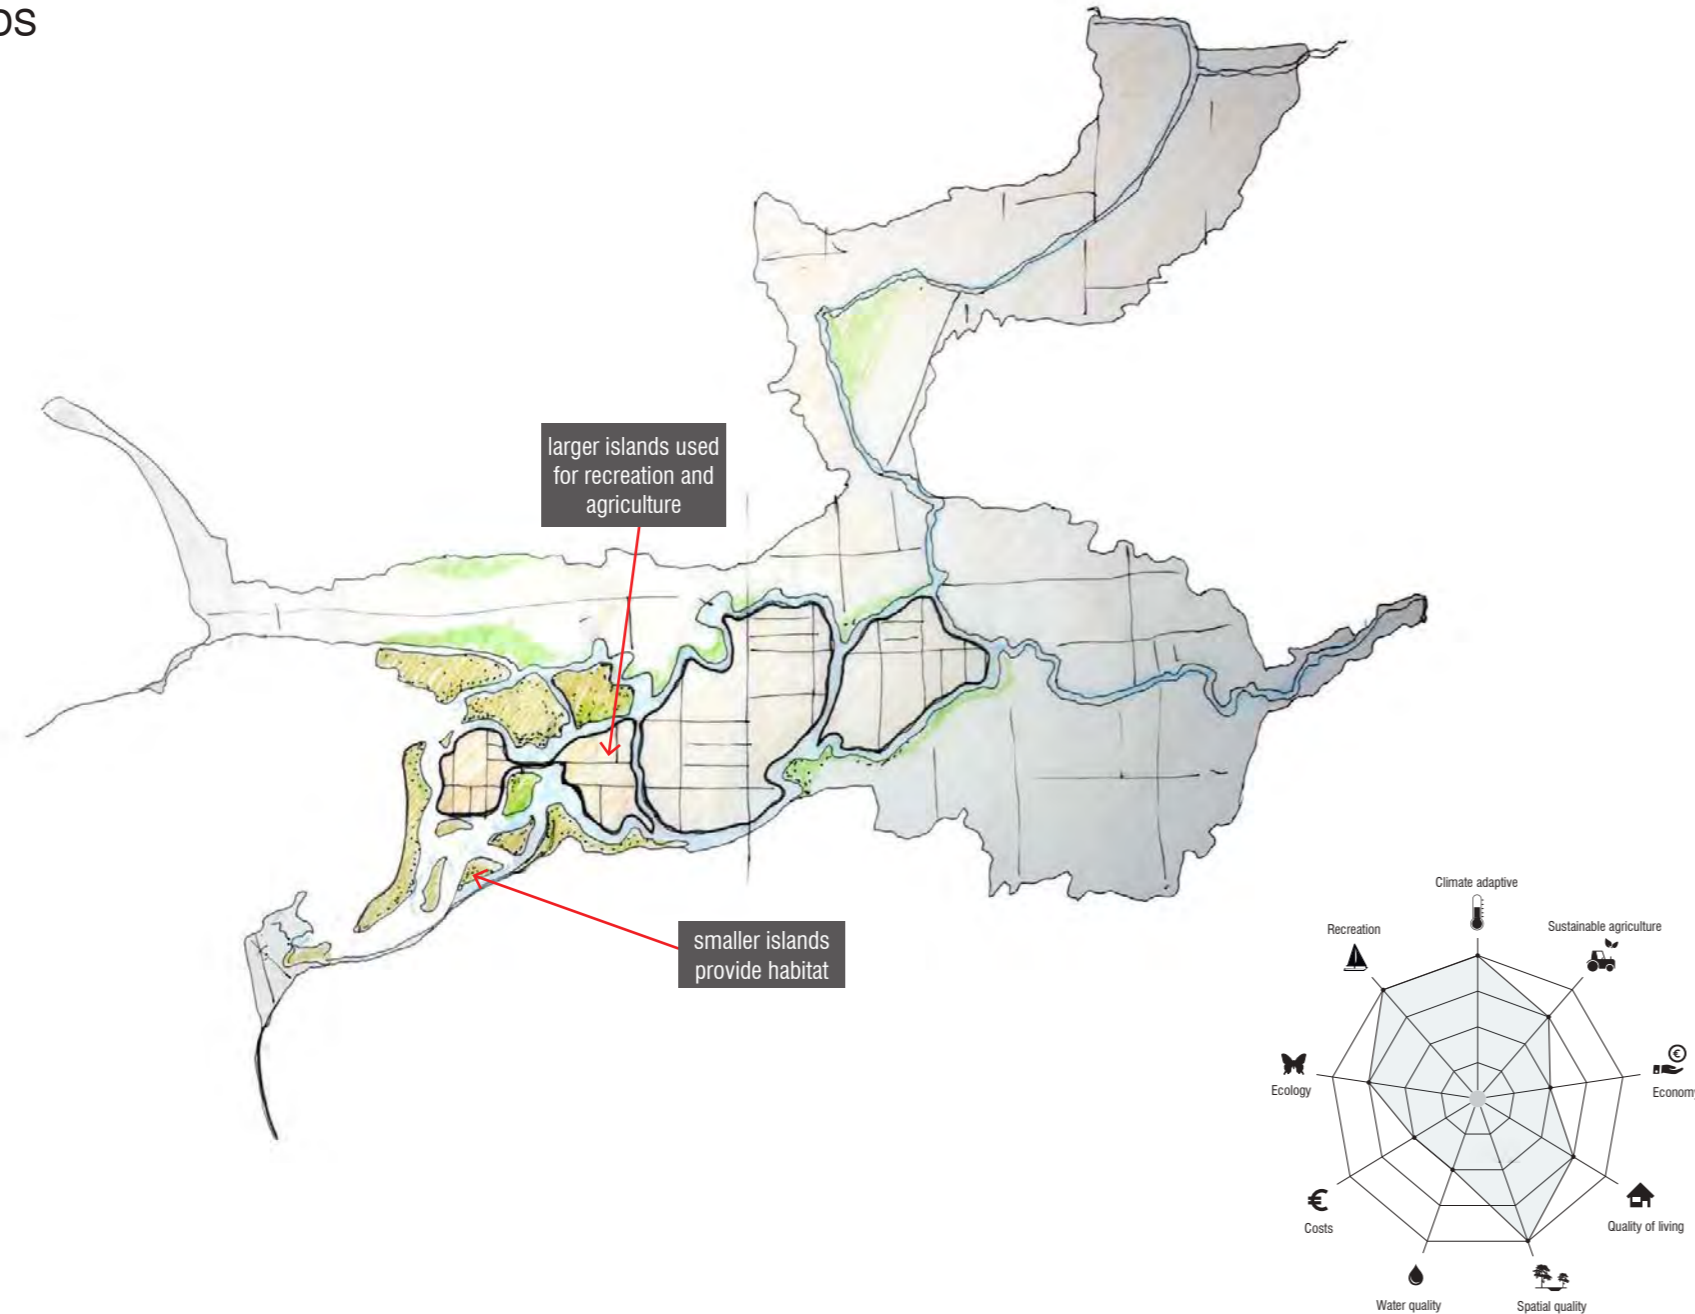 larger islands used
for recreation and
agriculture
smaller islands
provide habitat
Climate adaptive
Recreation
Sustainable agriculture
€
Ecology
Economy
€
Costs
Quality of living
Water quality
Spatial quality